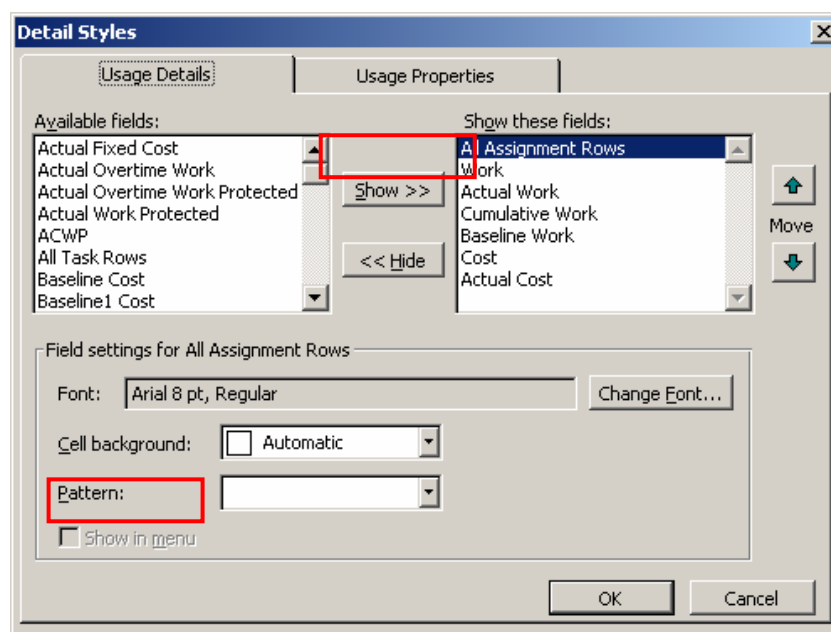 Detail Styles
Usage Details
Usage Properties
Available fields:
Show these fields:
Actual Fixed Cost
Actual Overtime Work
Actual Overtime Work Protected
Actual Work Protected
ACWP
All Task Rows
Baseline Cost
Baseline1 Cost
Show >>
<< Hide
All Assignment Rows
Work
Actual Work
Cumulative Work
Baseline Work
Cost
Actual Cost
Move
Field settings for All Assignment Rows
Font: Arial 8 pt, Regular Change Font...
Cell background: Automatic
Pattern:
Show in menu
OK Cancel